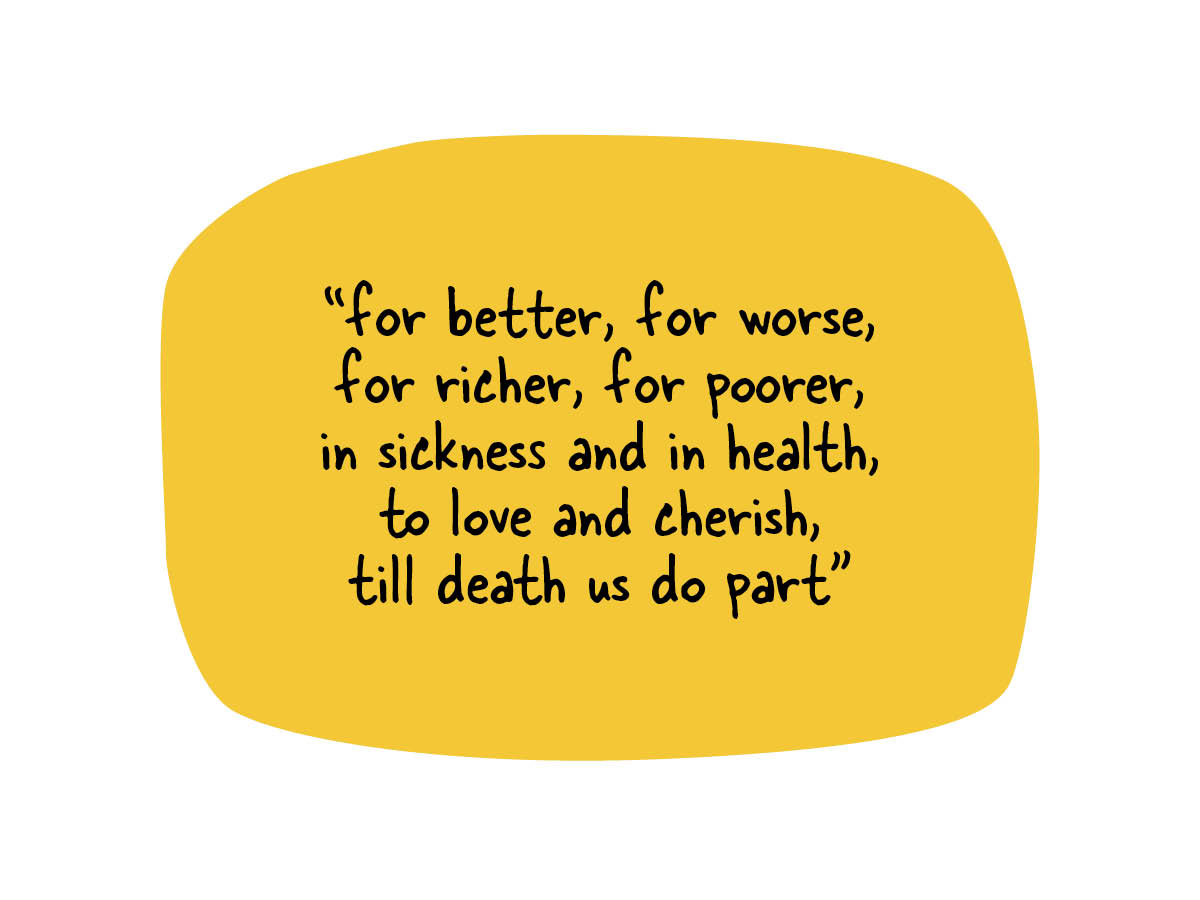 “for better, for worse,
for richer, for poorer,
in sickness and in health,
to love and cherish,
till death us do part”